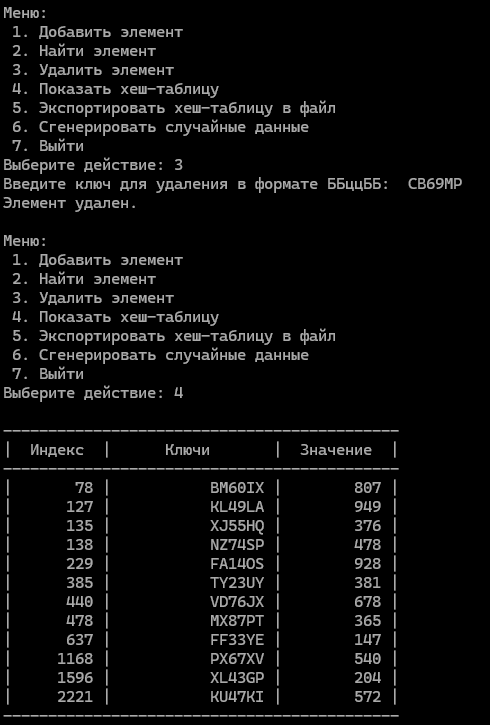 Меню:
1. Добавить элемент
2. Найти элемент
3. Удалить элемент
4. Показать хеш-таблицу
5. Экспортировать хеш-таблицу в файл
6. Сгенерировать случайные данные
7. Выйти
Выберите действие: 3
Введите ключ для удаления в формате ББццББ: CB69MP
Элемент удален.
Меню:
1. Добавить элемент
2. Найти элемент
3. Удалить элемент
4. Показать хеш-таблицу
5. Экспортировать хеш-таблицу в файл
6. Сгенерировать случайные данные
7. Выйти
Выберите действие: 4
| Индекс | Ключи | Значение |
| 78 | BM60IX | 807 |
| 127 | KL49LA | 949 |
| 135 | XJ55HQ | 376 |
| 138 | NZ74SP | 478 |
| 229 | FA14OS | 928 |
| 385 | TY23UY | 381 |
| 440 | VD76JX | 678 |
| 478 | MX87PT | 365 |
| 637 | FF33YE | 147 |
| 1168 | PX67XV | 540 |
| 1596 | XL43GP | 204 |
| 2221 | KU47KI | 572 |